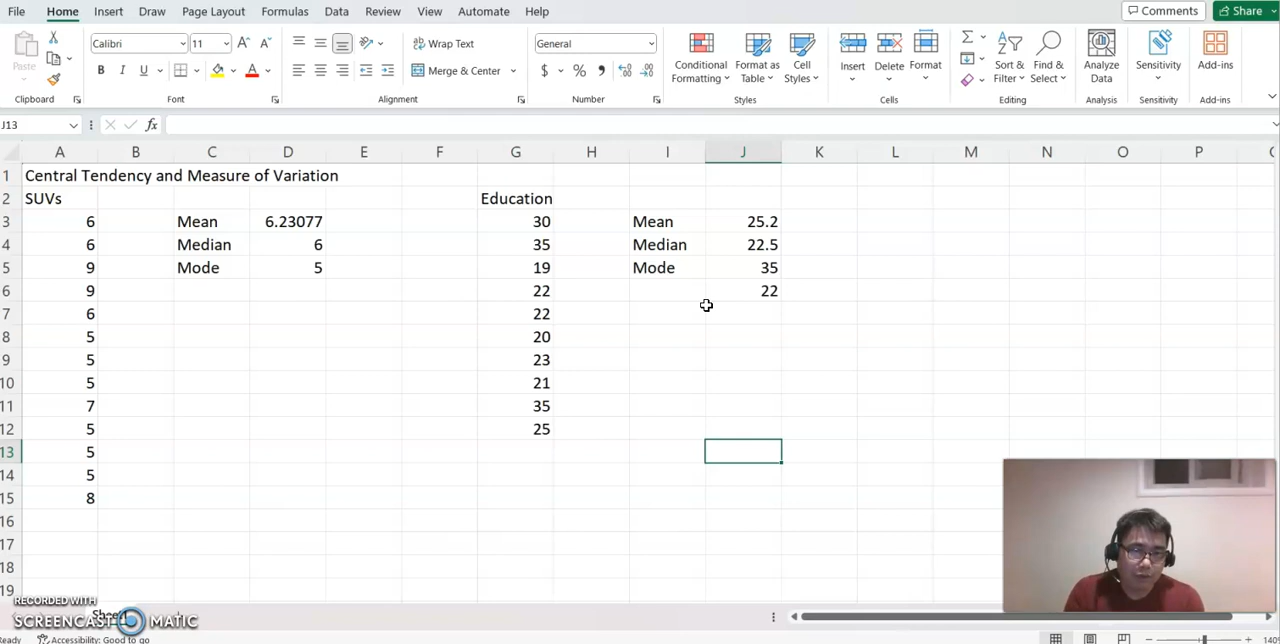 File Home Insert Draw Page Layout Formulas Data Review View Automate Help Comments Share
Paste
Calibri 11 A^ Aˇ
B I U A
Wrap Text
Merge & Center
General
$ % 9
Conditional Formatting
Format as Table
Cell Styles
Insert
Delete
Format
Sort & Filter
Find & Select
Analyze Data
Sensitivity
Add-ins
Clipboard Font Alignment Number Styles Cells Editing Analysis Sensitivity Add-ins
J13 fx
A B C D E F G H I J K L M N O P
1 Central Tendency and Measure of Variation
2 SUVs Education
3 6 Mean 6.23077 30 Mean 25.2
4 6 Median 6 35 Median 22.5
5 9 Mode 5 19 Mode 35
6 9 22 22
7 6 22
8 5 20
9 5 23
10 5 21
11 7 35
12 5 25
13 5
14 5
15 8
16
17
18
19
RECORDED WITH
SCREENCAST MATIC
Accessibility: Good to go